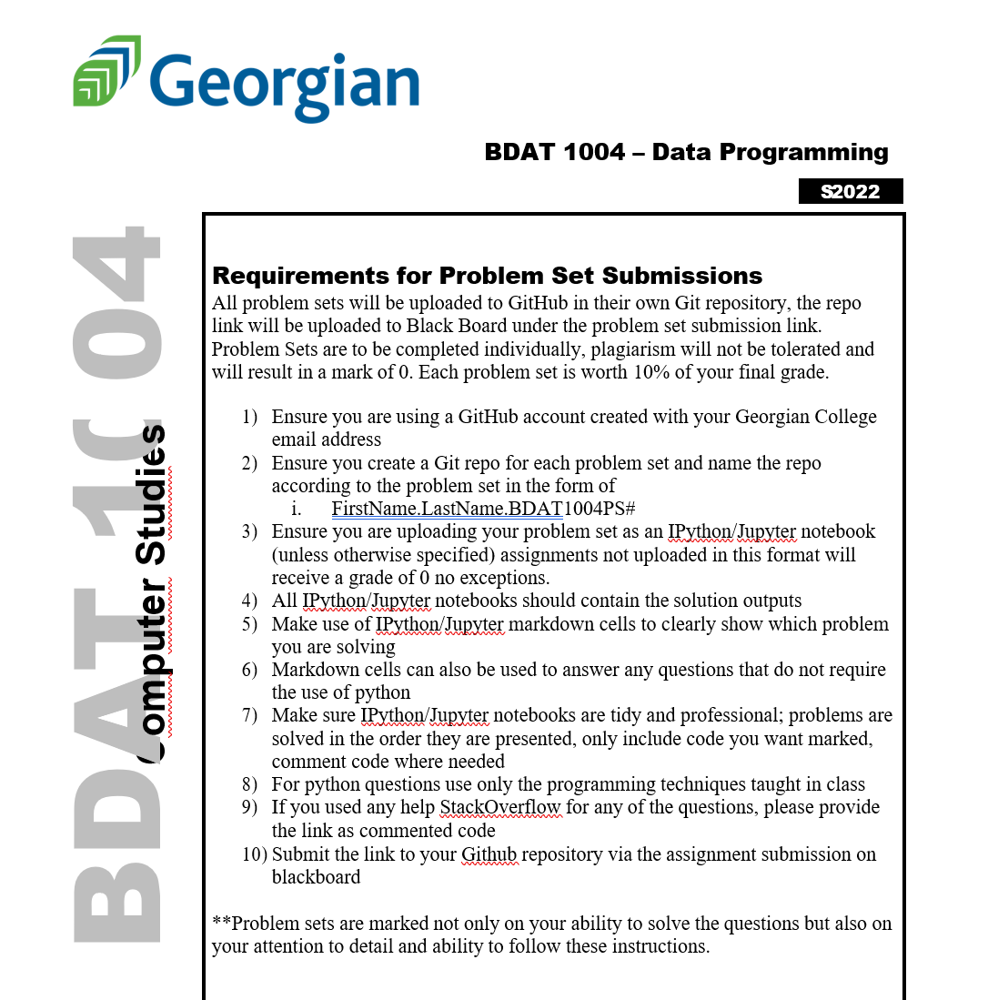 Georgian
BDAT 1004 – Data Programming
S2022
BDAT 1004
Computer Studies
Requirements for Problem Set Submissions
All problem sets will be uploaded to GitHub in their own Git repository, the repo
link will be uploaded to Black Board under the problem set submission link.
Problem Sets are to be completed individually, plagiarism will not be tolerated and
will result in a mark of 0. Each problem set is worth 10% of your final grade.
1) Ensure you are using a GitHub account created with your Georgian College
email address
2) Ensure you create a Git repo for each problem set and name the repo
according to the problem set in the form of
i. FirstName.LastName.BDAT1004PS#
3) Ensure you are uploading your problem set as an IPython/Jupyter notebook
(unless otherwise specified) assignments not uploaded in this format will
receive a grade of 0 no exceptions.
4) All IPython/Jupyter notebooks should contain the solution outputs
5) Make use of IPython/Jupyter markdown cells to clearly show which problem
you are solving
6) Markdown cells can also be used to answer any questions that do not require
the use of python
7) Make sure IPython/Jupyter notebooks are tidy and professional; problems are
solved in the order they are presented, only include code you want marked,
comment code where needed
8) For python questions use only the programming techniques taught in class
9) If you used any help StackOverflow for any of the questions, please provide
the link as commented code
10) Submit the link to your Github repository via the assignment submission on
blackboard
**Problem sets are marked not only on your ability to solve the questions but also on
your attention to detail and ability to follow these instructions.